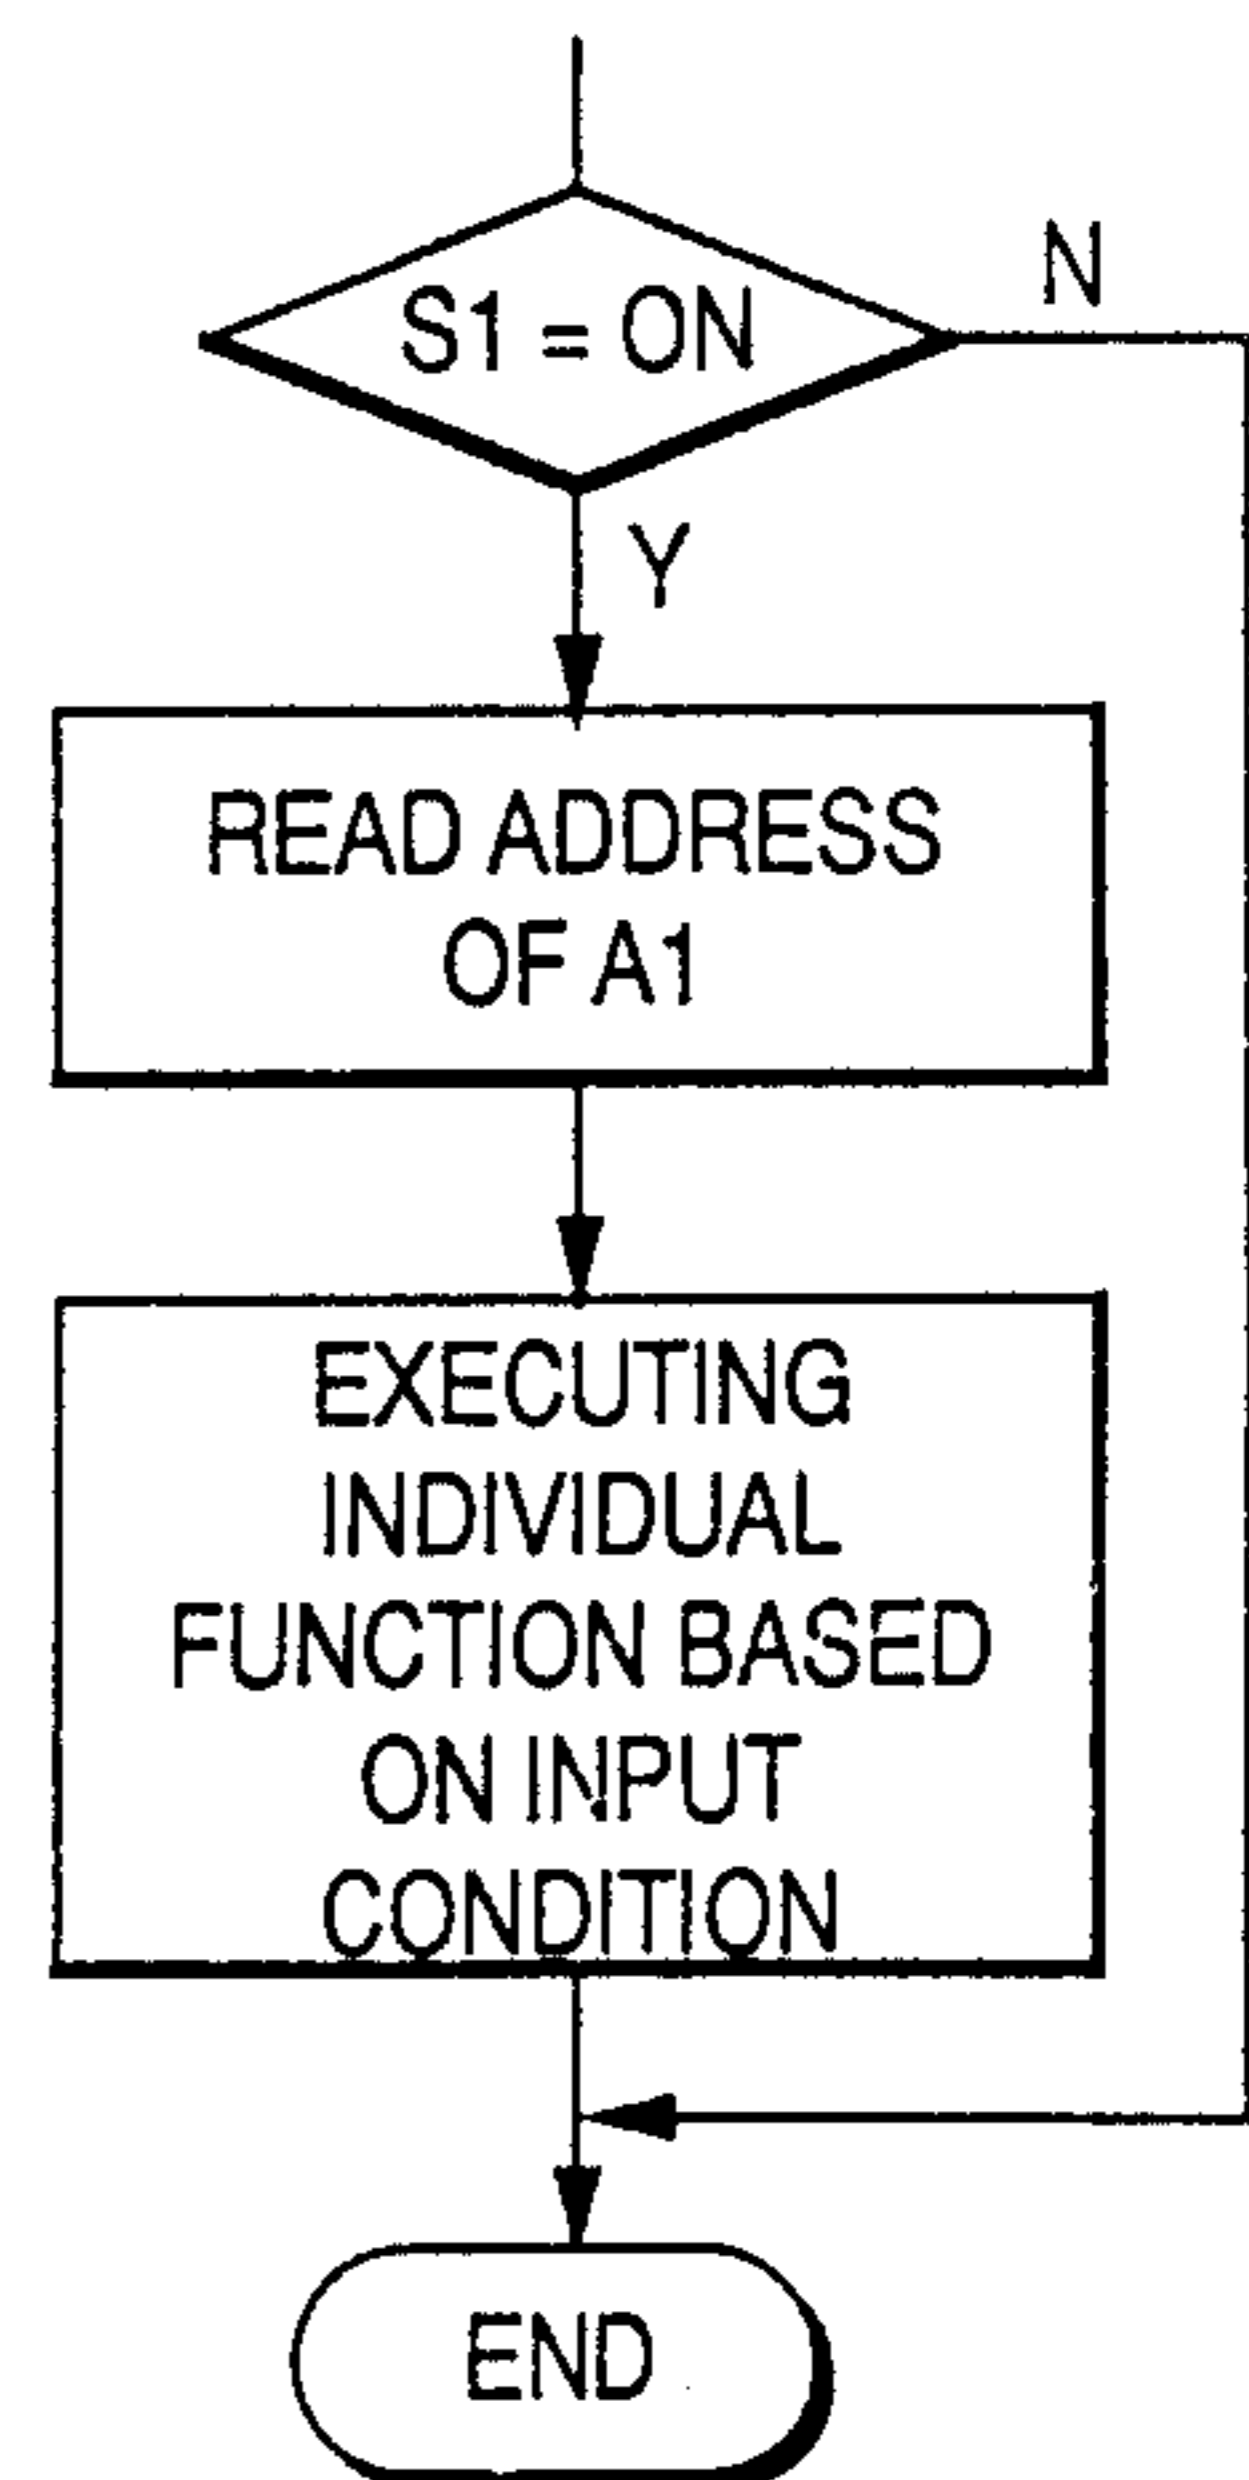 S1 = ON
N
Y
READ ADDRESS
OF A1
EXECUTING
INDIVIDUAL
FUNCTION BASED
ON INPUT
CONDITION
END